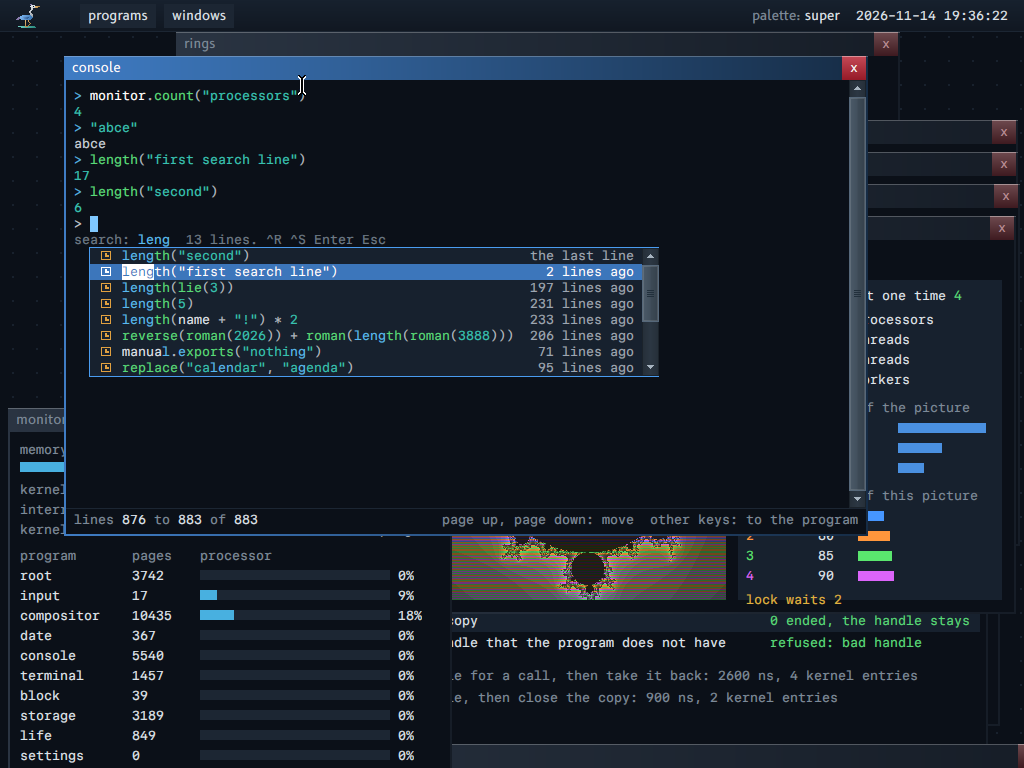 programs windows palette: super 2026-11-14 19:36:22
rings x
console x
> monitor.count("processors")
4
> "abce"
abce
> length("first search line")
17
> length("second")
6
>
search: leng 13 lines. ^R ^S Enter Esc
length("second") the last line
length("first search line") 2 lines ago
length(lie(3)) 197 lines ago
length(5) 231 lines ago
length(name + "!") * 2 233 lines ago
reverse(roman(2026)) + roman(length(roman(3888))) 206 lines ago
manual.exports("nothing") 71 lines ago
replace("calendar", "agenda") 95 lines ago
lines 876 to 883 of 883 page up, page down: move other keys: to the program
x
x
x
x
t one time 4
rocessors
reads
reads
rkers
f the picture
f this picture
2 80
3 85
4 90
lock waits 2
monitor
memory
kernel
inter
kernel
program pages processor
root 3742 0%
input 17 9%
compositor 10435 18%
date 367 0%
console 5540 0%
terminal 1457 0%
block 39 0%
storage 3189 0%
life 849 0%
settings 0 0%
copy 0 ended, the handle stays
ndle that the program does not have refused: bad handle
le for a call, then take it back: 2600 ns, 4 kernel entries
e, then close the copy: 900 ns, 2 kernel entries